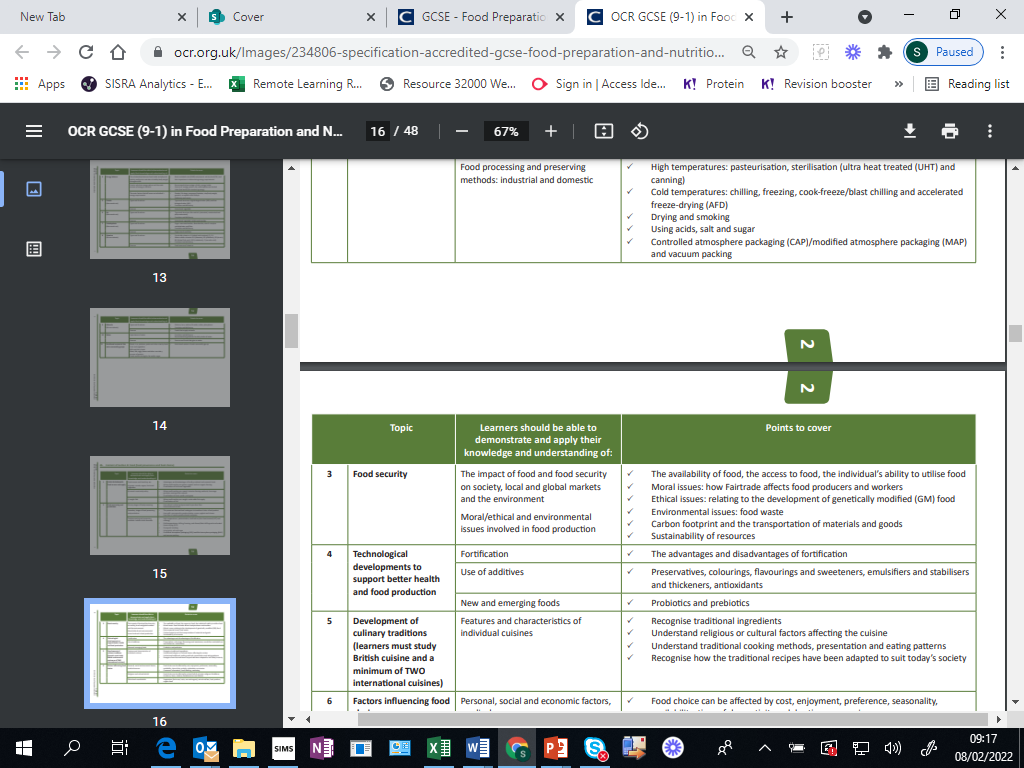 New Tab
Cover
GCSE - Food Preparatio
OCR GCSE (9-1) in Food
ocr.org.uk/Images/234806-specification-accredited-gcse-food-preparation-and-nutritio...
S
Paused
Apps
SISRA Analytics - E...
Remote Learning R...
Resource 32000 We...
Sign in | Access Ide...
K! Protein
K! Revision booster
»
Reading list
OCR GCSE (9-1) in Food Preparation and N...
16 / 48
67%
13
14
15
16
Food processing and preserving
methods: industrial and domestic
✓ High temperatures: pasteurisation, sterilisation (ultra heat treated (UHT) and
canning)
✓ Cold temperatures: chilling, freezing, cook-freeze/blast chilling and accelerated
freeze-drying (AFD)
✓ Drying and smoking
✓ Using acids, salt and sugar
✓ Controlled atmosphere packaging (CAP)/modified atmosphere packaging (MAP)
and vacuum packing
2
2
Topic
Learners should be able to
demonstrate and apply their
knowledge and understanding of:
Points to cover
3
Food security
The impact of food and food security
on society, local and global markets
and the environment
Moral/ethical and environmental
issues involved in food production
✓ The availability of food, the access to food, the individual's ability to utilise food
✓ Moral issues: how Fairtrade affects food producers and workers
✓ Ethical issues: relating to the development of genetically modified (GM) food
✓ Environmental issues: food waste
✓ Carbon footprint and the transportation of materials and goods
✓ Sustainability of resources
4
Technological
developments to
support better health
and food production
Fortification
✓ The advantages and disadvantages of fortification
Use of additives
✓ Preservatives, colourings, flavourings and sweeteners, emulsifiers and stabilisers
and thickeners, antioxidants
New and emerging foods
✓ Probiotics and prebiotics
5
Development of
culinary traditions
(learners must study
British cuisine and a
minimum of TWO
international cuisines)
Features and characteristics of
individual cuisines
✓ Recognise traditional ingredients
✓ Understand religious or cultural factors affecting the cuisine
✓ Understand traditional cooking methods, presentation and eating patterns
✓ Recognise how the traditional recipes have been adapted to suit today's society
6
Factors influencing food
Personal, social and economic factors,
✓ Food choice can be affected by cost, enjoyment, preference, seasonality,
SIMS
09:17
08/02/2022